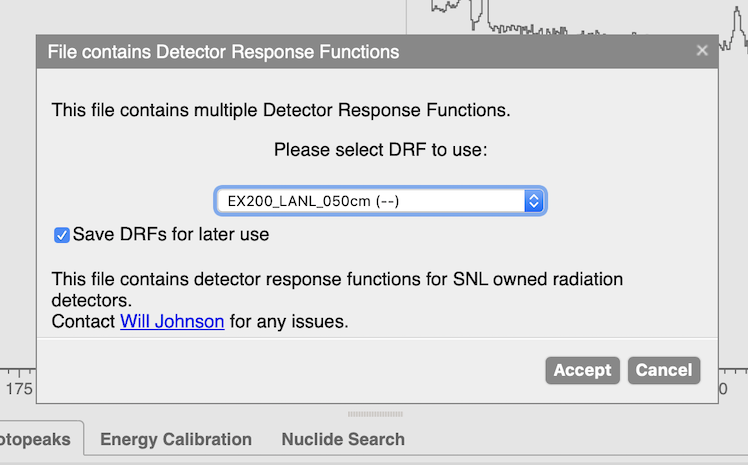 File contains Detector Response Functions ×
This file contains multiple Detector Response Functions.
Please select DRF to use:
EX200_LANL_050cm (--)
Save DRFs for later use
This file contains detector response functions for SNL owned radiation
detectors.
Contact Will Johnson for any issues.
Accept Cancel
175 0
otopeaks Energy Calibration Nuclide Search